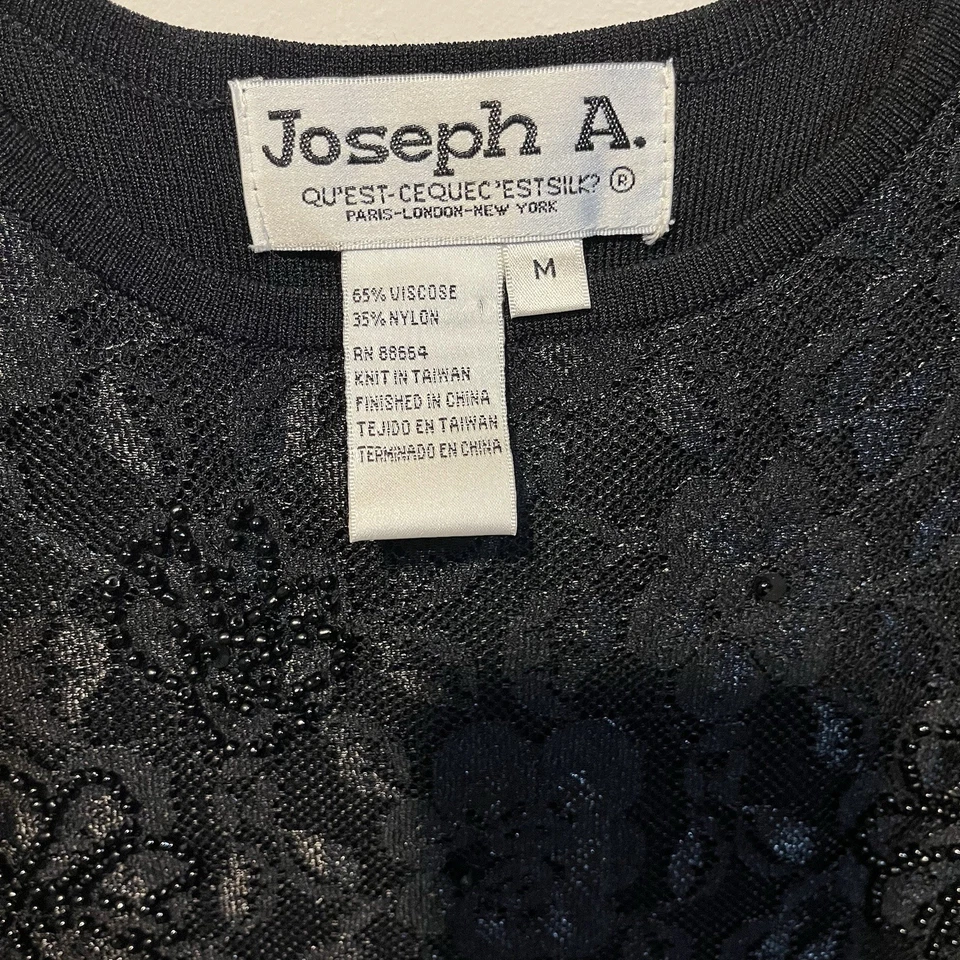 Joseph A.
QU'EST-CEQUEC'ESTSILK? ®
PARIS-LONDON-NEW YORK
M
65% VISCOSE
35% NYLON
RN 88664
KNIT IN TAIWAN
FINISHED IN CHINA
TEJIDO EN TAIWAN
TERMINADO EN CHINA